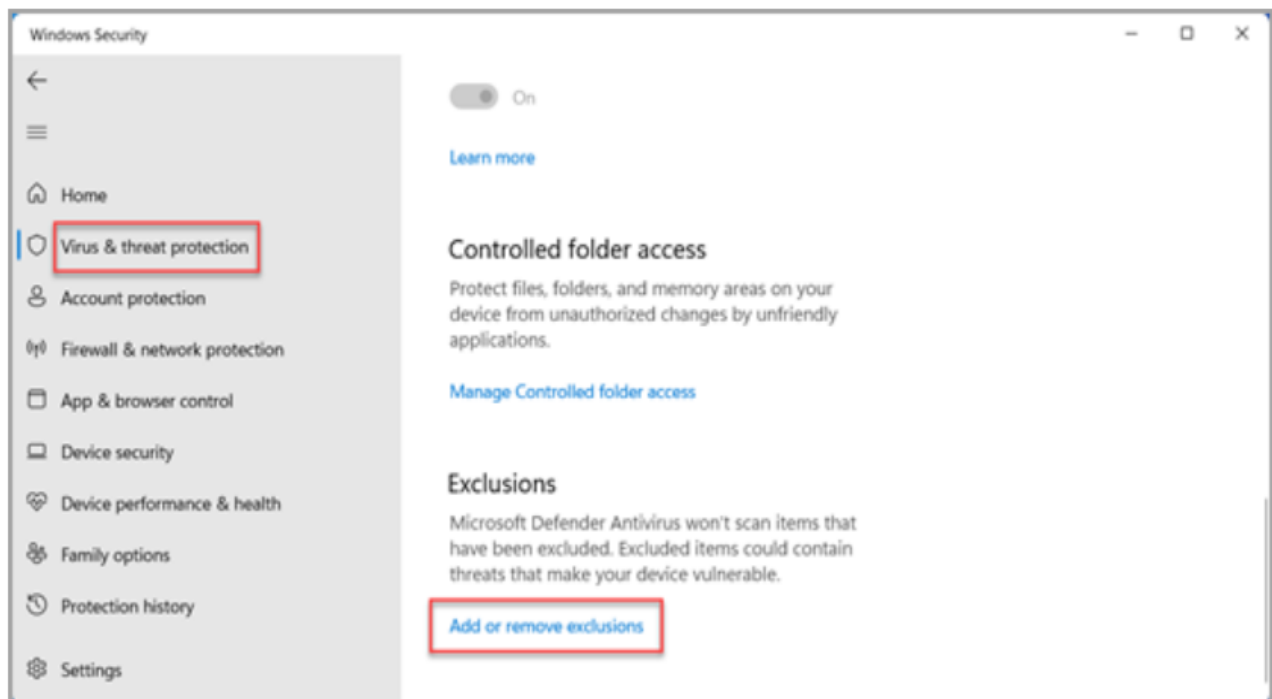 Windows Security
Home
Virus & threat protection
Account protection
Firewall & network protection
App & browser control
Device security
Device performance & health
Family options
Protection history
Settings
On
Learn more
Controlled folder access
Protect files, folders, and memory areas on your
device from unauthorized changes by unfriendly
applications.
Manage Controlled folder access
Exclusions
Microsoft Defender Antivirus won't scan items that
have been excluded. Excluded items could contain
threats that make your device vulnerable.
Add or remove exclusions